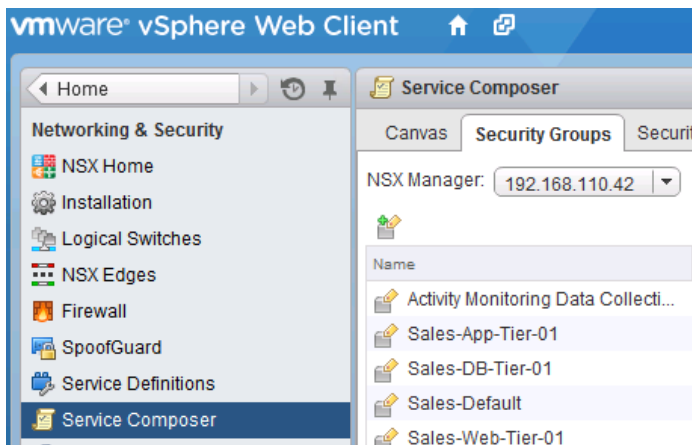 vmware® vSphere Web Client
Home
Networking & Security
NSX Home
Installation
Logical Switches
NSX Edges
Firewall
SpoofGuard
Service Definitions
Service Composer
Service Composer
Canvas
Security Groups
Securit
NSX Manager:
192.168.110.42
Name
Activity Monitoring Data Collecti...
Sales-App-Tier-01
Sales-DB-Tier-01
Sales-Default
Sales-Web-Tier-01